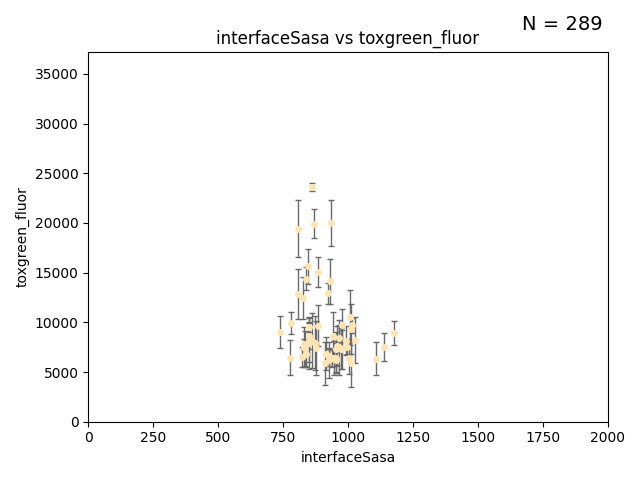 N = 289
interfaceSasa vs toxgreen_fluor
35000
30000
25000
20000
15000
10000
5000
0
toxgreen_fluor
0 250 500 750 1000 1250 1500 1750 2000
interfaceSasa